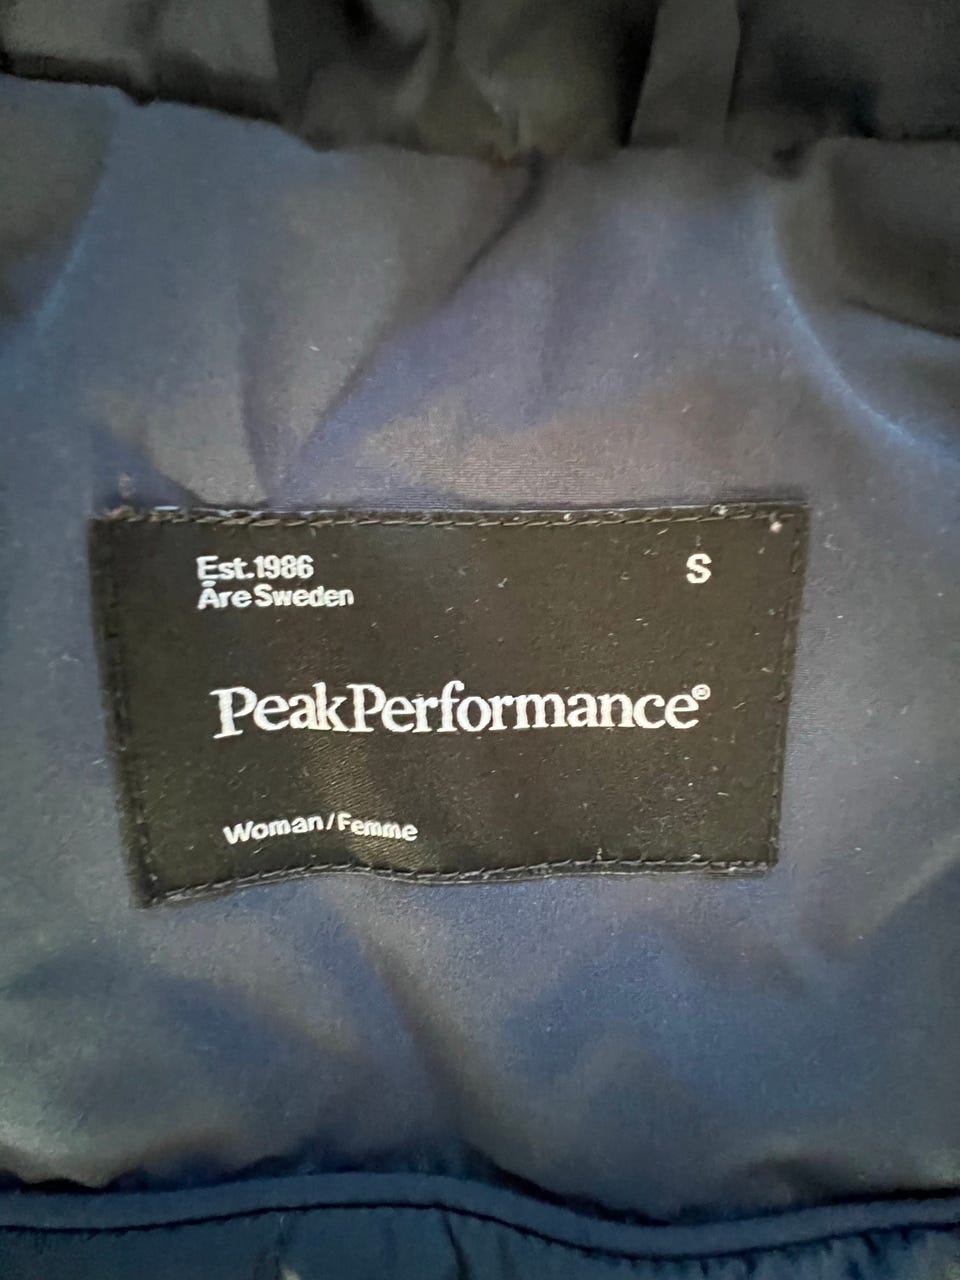 Est.1986
S
Åre Sweden
PeakPerformance®
Woman/Femme